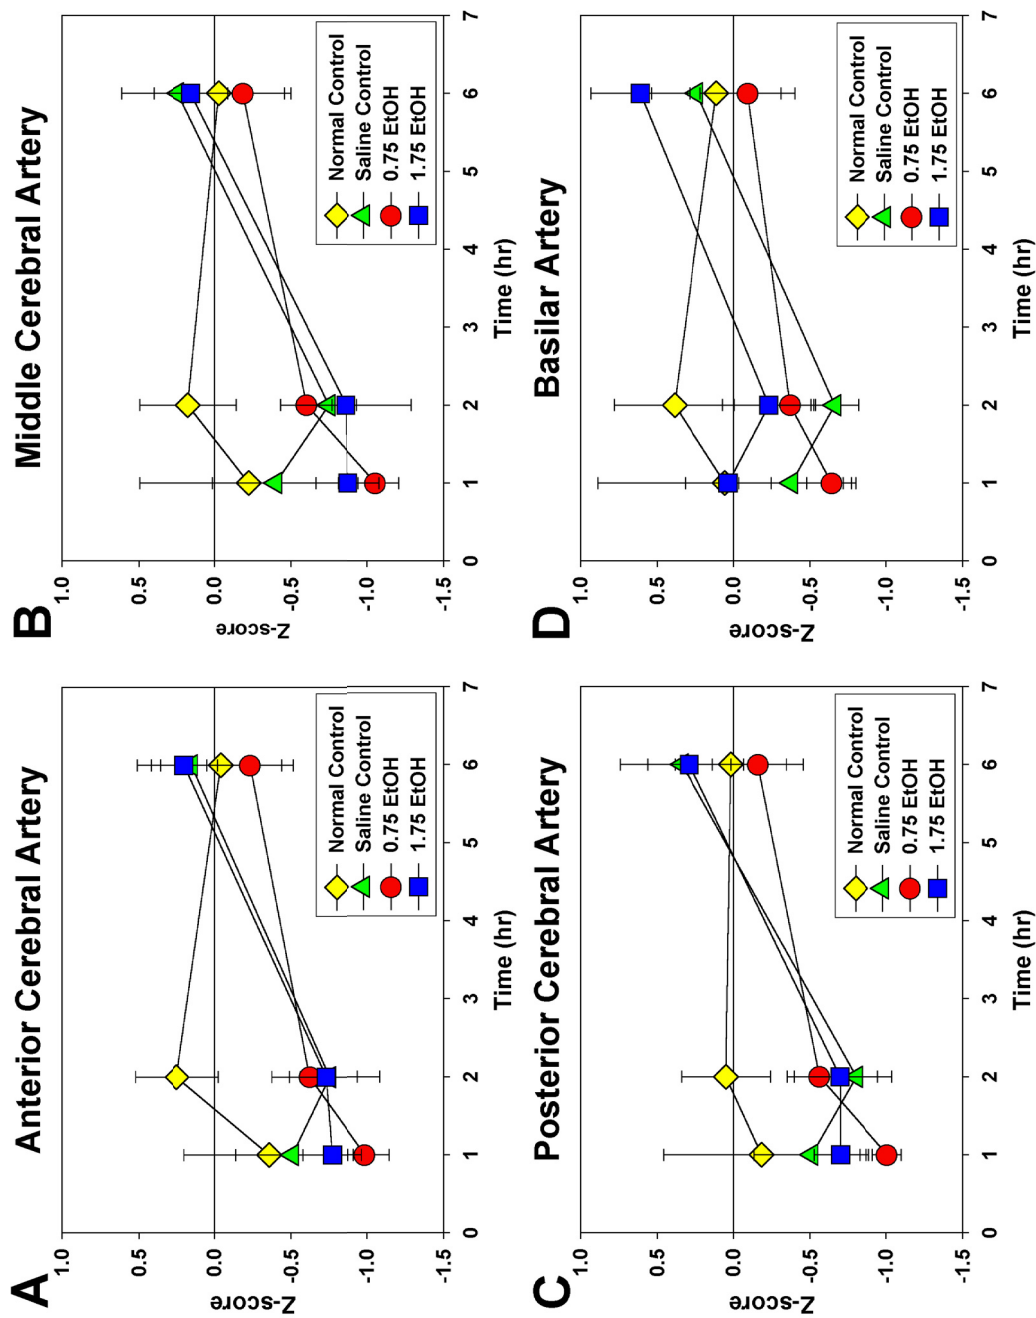 A
Anterior Cerebral Artery
1.0
0.5
0.0
-0.5
-1.0
-1.5
Z-score
0
1
2
3
4
5
6
7
Time (hr)
Normal Control
Saline Control
0.75 EtOH
1.75 EtOH
B
Middle Cerebral Artery
1.0
0.5
0.0
-0.5
-1.0
-1.5
Z-score
0
1
2
3
4
5
6
7
Time (hr)
Normal Control
Saline Control
0.75 EtOH
1.75 EtOH
C
Posterior Cerebral Artery
1.0
0.5
0.0
-0.5
-1.0
-1.5
Z-score
0
1
2
3
4
5
6
7
Time (hr)
Normal Control
Saline Control
0.75 EtOH
1.75 EtOH
D
Basilar Artery
1.0
0.5
0.0
-0.5
-1.0
-1.5
Z-score
0
1
2
3
4
5
6
7
Time (hr)
Normal Control
Saline Control
0.75 EtOH
1.75 EtOH